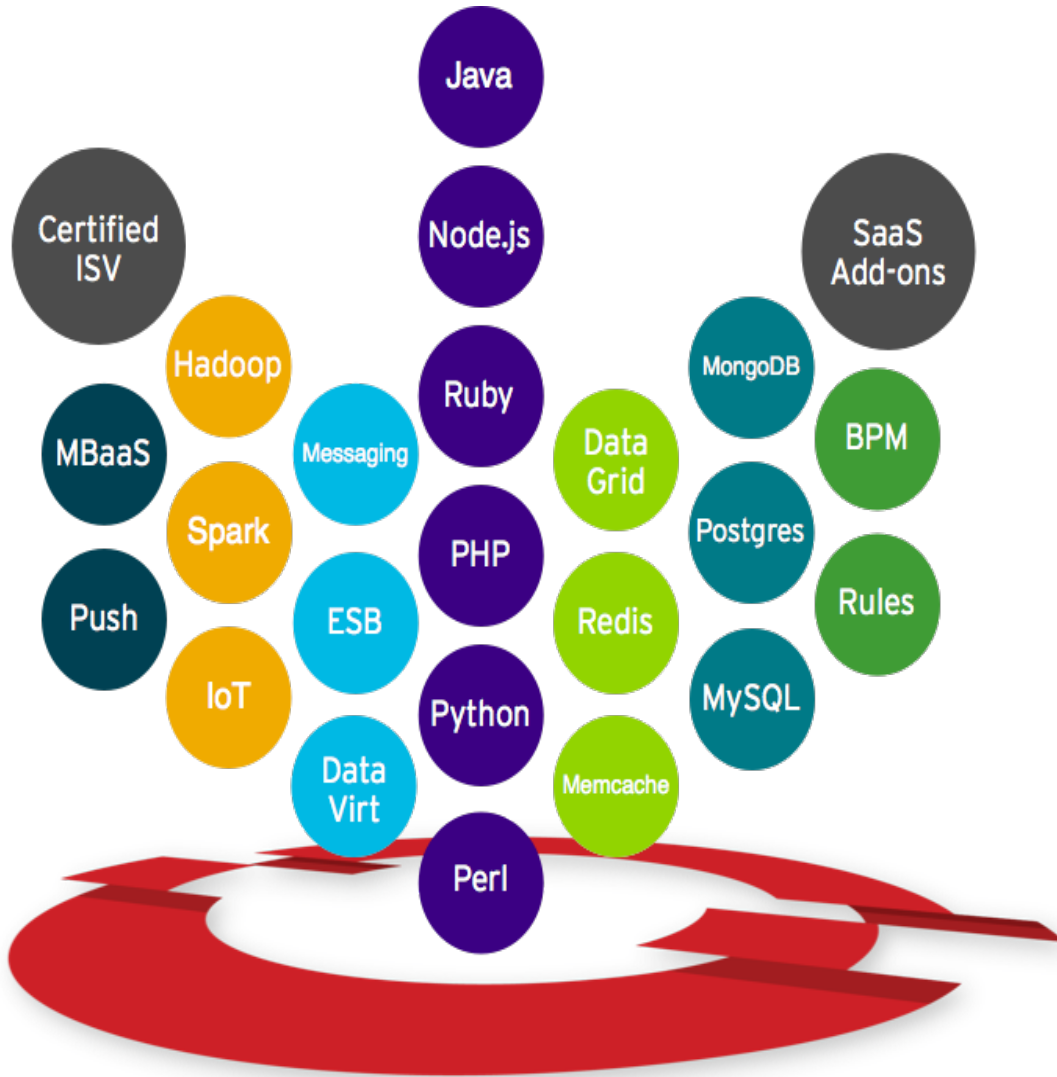 Java
Node.js
Certified
ISV
SaaS
Add-ons
Hadoop
MongoDB
Ruby
MBaaS
Messaging
Data
Grid
BPM
Spark
PHP
Postgres
Push
ESB
Redis
Rules
IoT
Python
MySQL
Data
Virt
Memcache
Perl